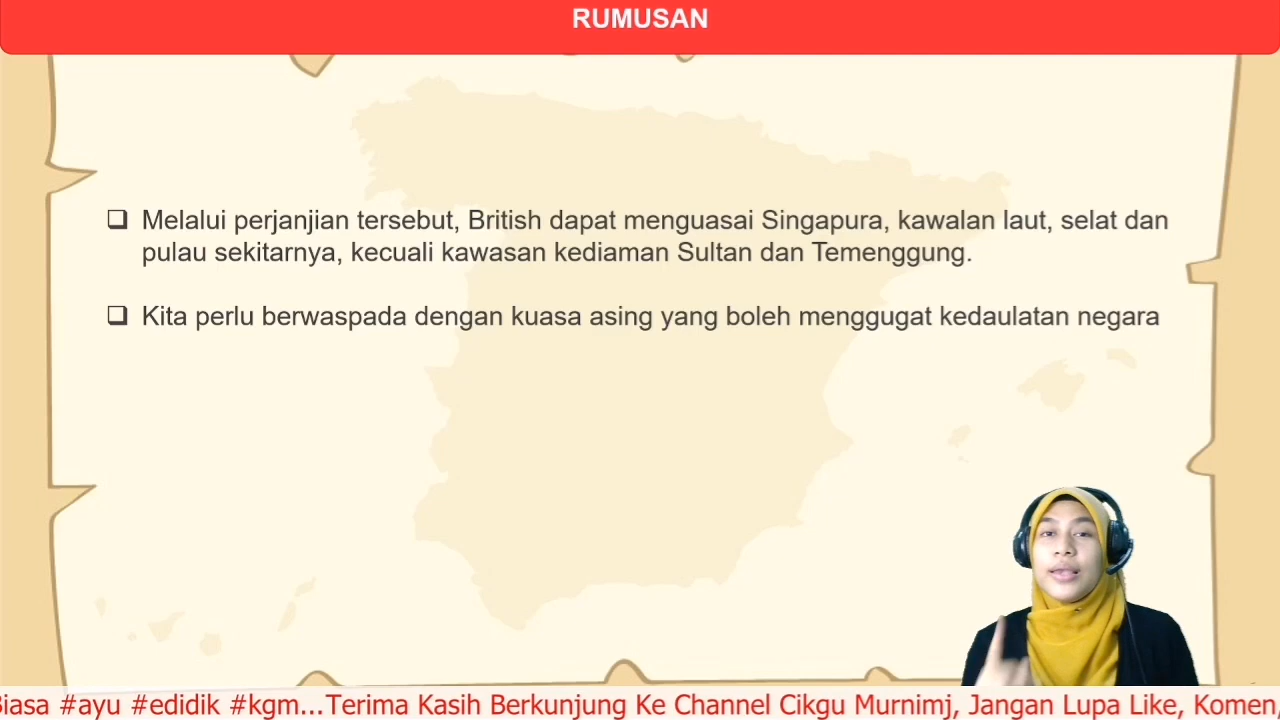 RUMUSAN
❑ Melalui perjanjian tersebut, British dapat menguasai Singapura, kawalan laut, selat dan
pulau sekitarnya, kecuali kawasan kediaman Sultan dan Temenggung.
❑ Kita perlu berwaspada dengan kuasa asing yang boleh menggugat kedaulatan negara
Biasa #ayu #edidik #kgm...Terima Kasih Berkunjung Ke Channel Cikgu Murnimj, Jangan Lupa Like, Komen,